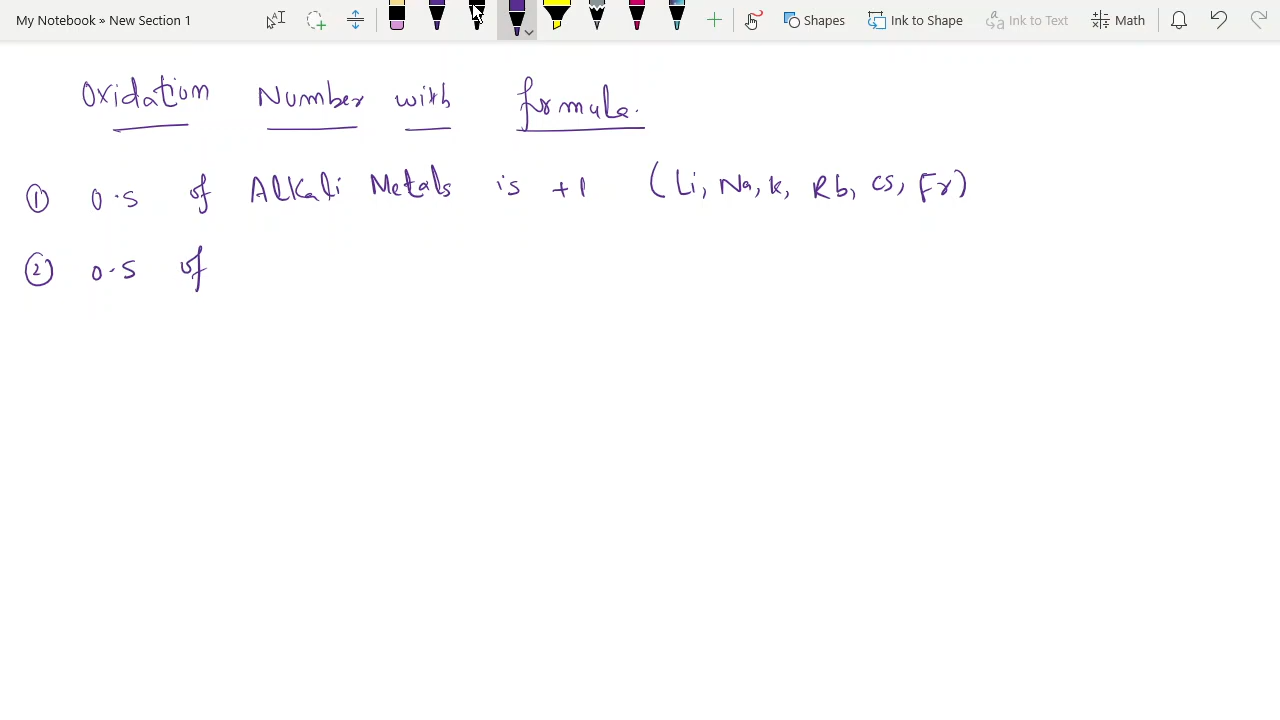 My Notebook » New Section 1 Shapes Ink to Shape Ink to Text Math
Oxidation Number with formula.
① O.S of Alkali Metals is +1 (Li, Na, K, Rb, Cs, Fr)
② O.S of